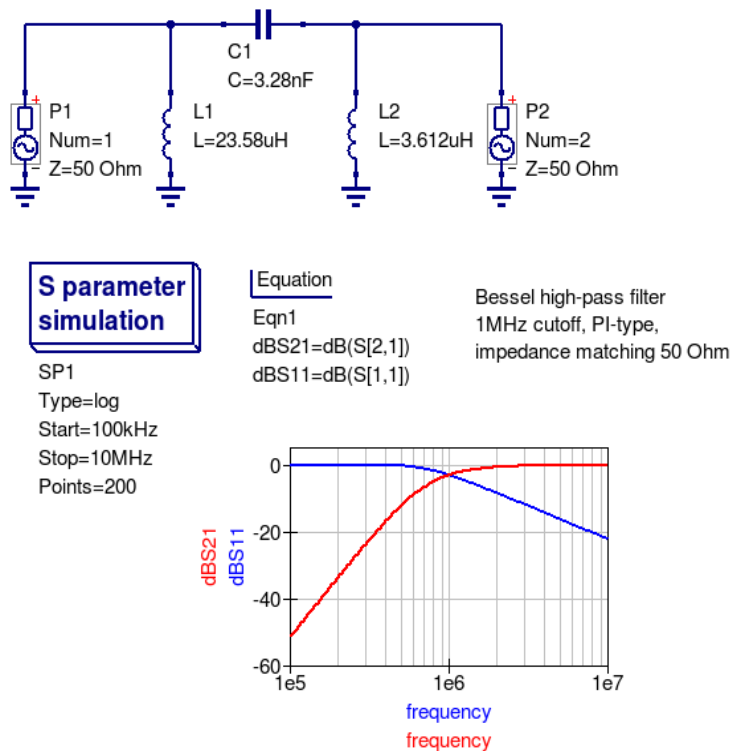 C1
C=3.28nF
P1
Num=1
Z=50 Ohm
L1
L=23.58uH
L2
L=3.612uH
P2
Num=2
Z=50 Ohm
S parameter
simulation
SP1
Type=log
Start=100kHz
Stop=10MHz
Points=200
Equation
Eqn1
dBS21=dB(S[2,1])
dBS11=dB(S[1,1])
Bessel high-pass filter
1MHz cutoff, PI-type,
impedance matching 50 Ohm
dBS21
dBS11
0
-20
-40
-60
1e5
1e6
1e7
frequency
frequency